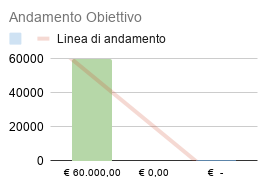 Andamento Obiettivo
Linea di andamento
60000
40000
20000
0
€ 60.000,00 € 0,00 € -